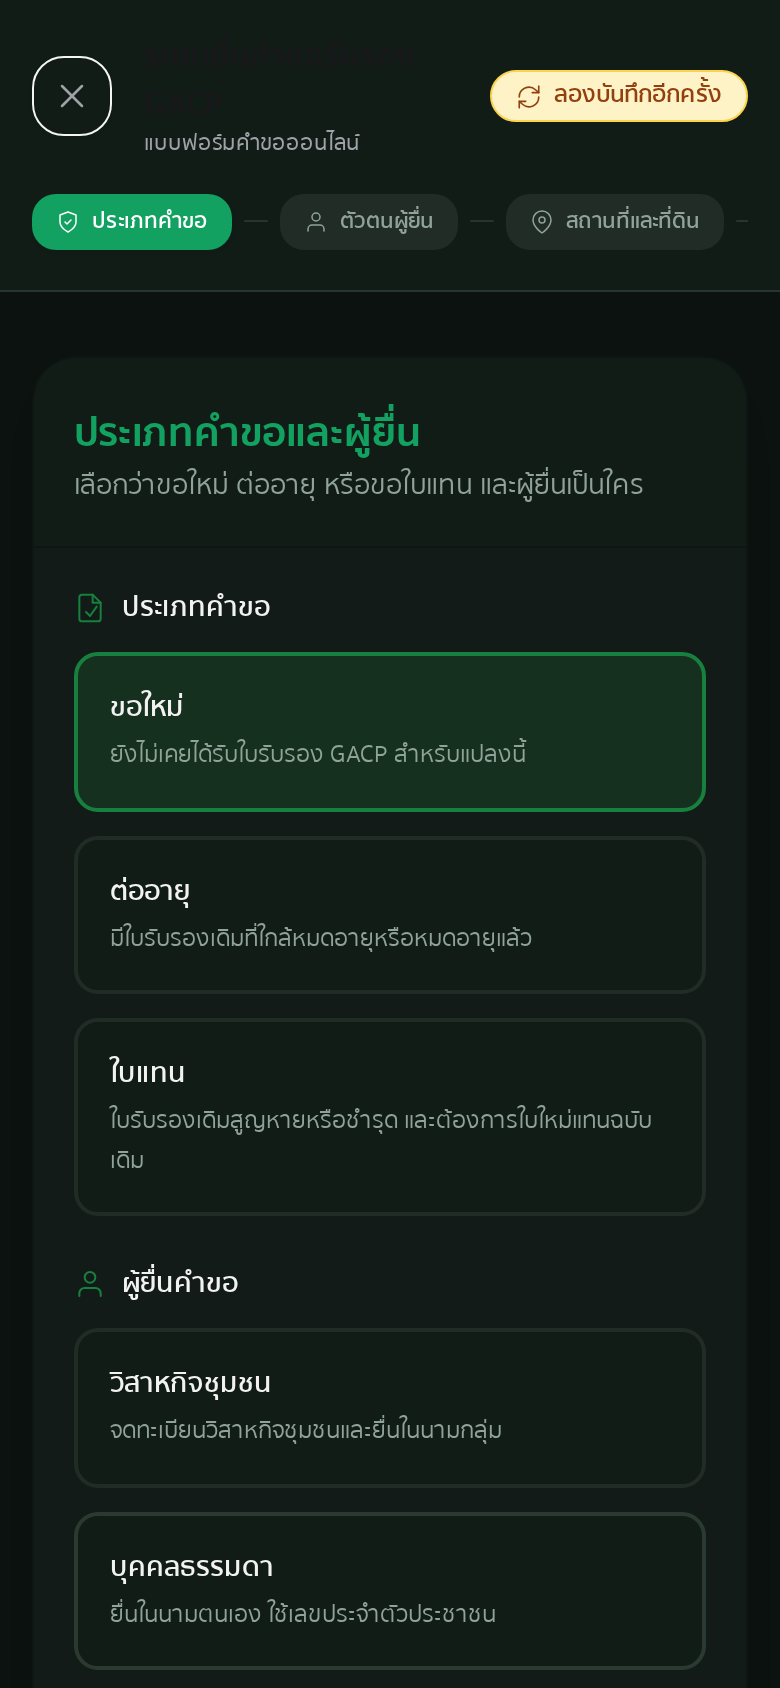 แบบฟอร์มคำขอออนไลน์
ลองบันทึกอีกครั้ง
ประเภทคำขอ
ตัวตนผู้ยื่น
สถานที่และที่ดิน
ประเภทคำขอและผู้ยื่น
เลือกว่าขอใหม่ ต่ออายุ หรือขอใบแทน และผู้ยื่นเป็นใคร
ประเภทคำขอ
ขอใหม่
ยังไม่เคยได้รับใบรับรอง GACP สำหรับแปลงนี้
ต่ออายุ
มีใบรับรองเดิมที่ใกล้หมดอายุหรือหมดอายุแล้ว
ใบแทน
ใบรับรองเดิมสูญหายหรือชำรุด และต้องการใบใหม่แทนฉบับ
เดิม
ผู้ยื่นคำขอ
วิสาหกิจชุมชน
จดทะเบียนวิสาหกิจชุมชนและยื่นในนามกลุ่ม
บุคคลธรรมดา
ยื่นในนามตนเอง ใช้เลขประจำตัวประชาชน